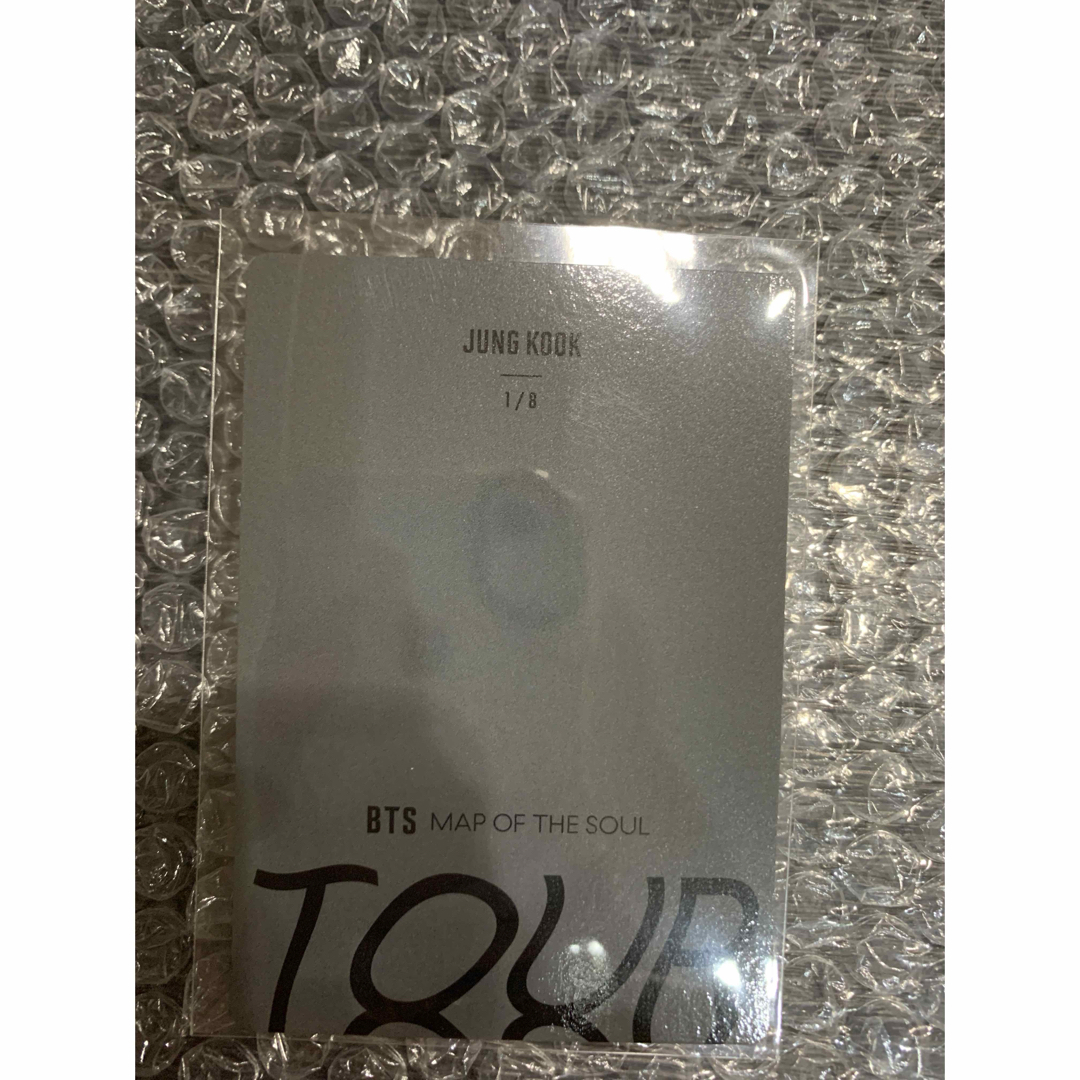 JUNG KOOK
1/8
BTS MAP OF THE SOUL
TOUR